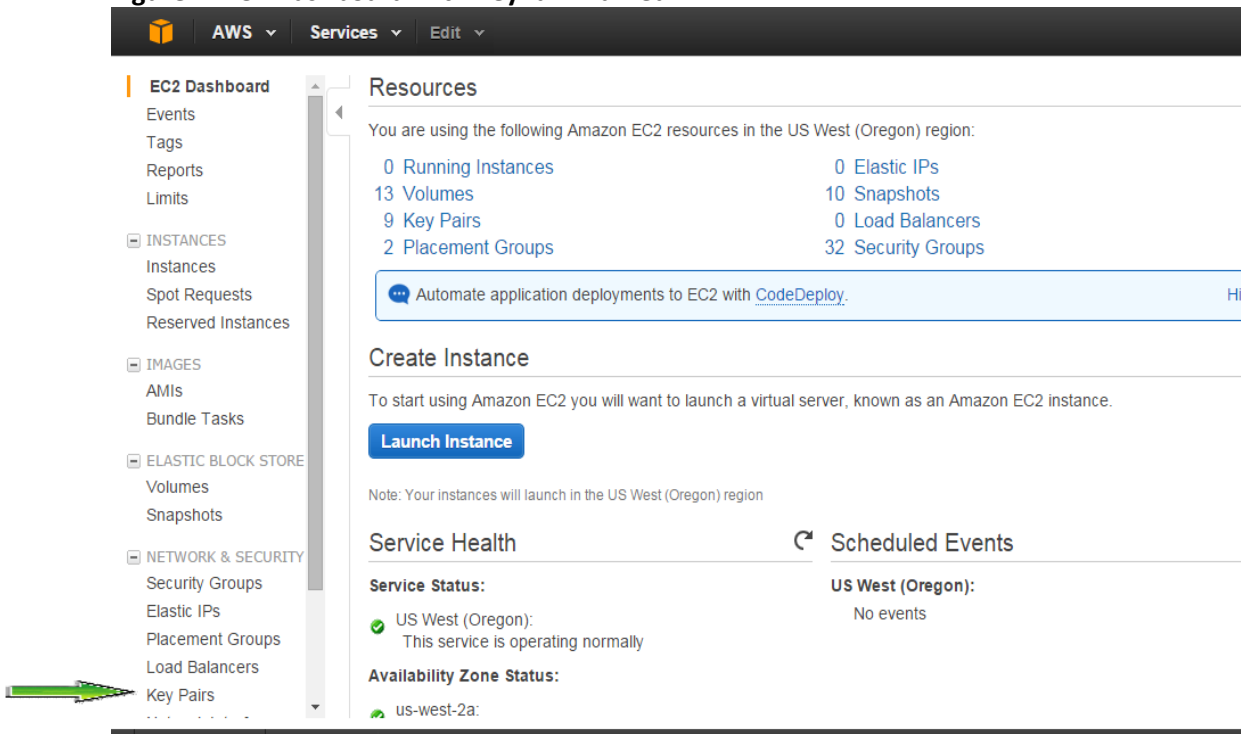 AWS Services Edit
EC2 Dashboard
Events
Tags
Reports
Limits
INSTANCES
Instances
Spot Requests
Reserved Instances
IMAGES
AMIs
Bundle Tasks
ELASTIC BLOCK STORE
Volumes
Snapshots
NETWORK & SECURITY
Security Groups
Elastic IPs
Placement Groups
Load Balancers
Key Pairs
Resources
You are using the following Amazon EC2 resources in the US West (Oregon) region:
0 Running Instances 0 Elastic IPs
13 Volumes 10 Snapshots
9 Key Pairs 0 Load Balancers
2 Placement Groups 32 Security Groups
Automate application deployments to EC2 with CodeDeploy. Hi
Create Instance
To start using Amazon EC2 you will want to launch a virtual server, known as an Amazon EC2 instance.
Launch Instance
Note: Your instances will launch in the US West (Oregon) region
Service Health
Service Status:
US West (Oregon):
This service is operating normally
Availability Zone Status:
us-west-2a:
Scheduled Events
US West (Oregon):
No events